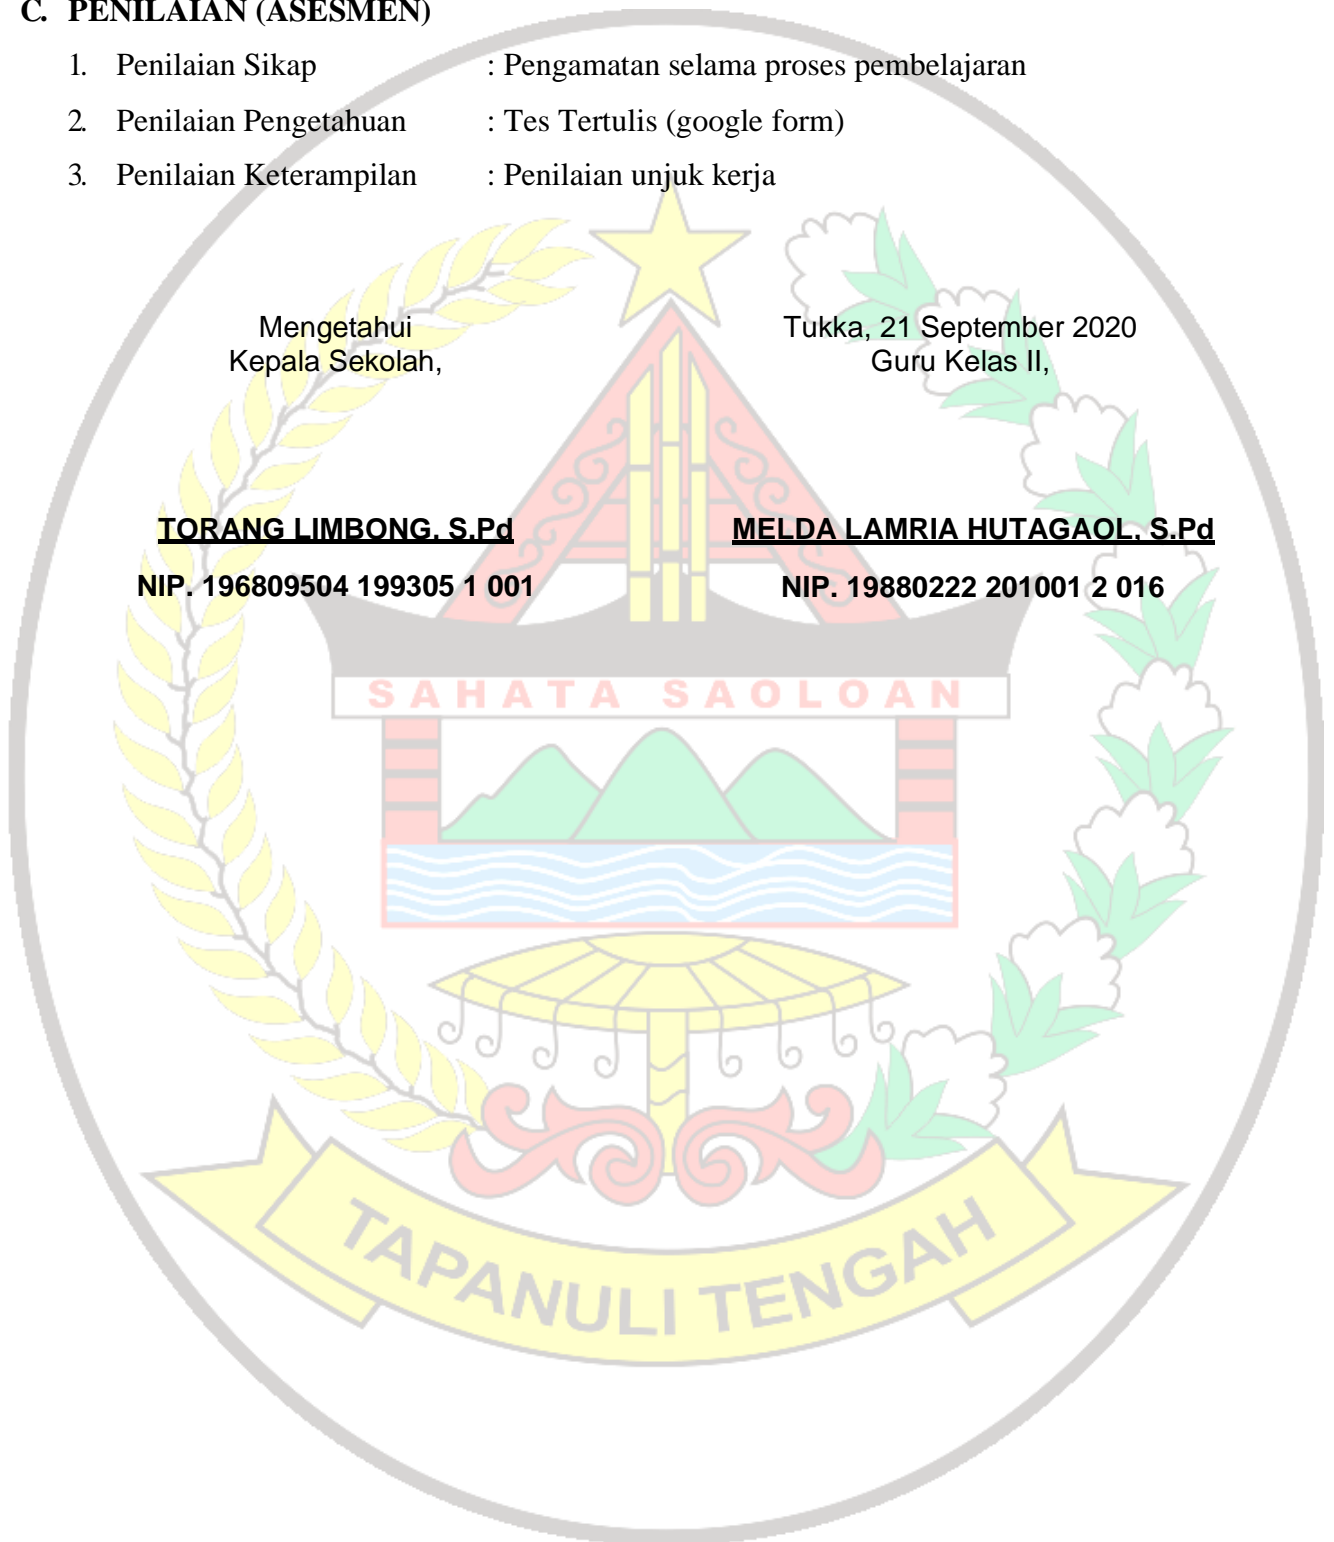 C. PENILAIAN (ASESMEN)
1. Penilaian Sikap : Pengamatan selama proses pembelajaran
2. Penilaian Pengetahuan : Tes Tertulis (google form)
3. Penilaian Keterampilan : Penilaian unjuk kerja
Mengetahui
Kepala Sekolah,
Tukka, 21 September 2020
Guru Kelas II,
TORANG LIMBONG, S.Pd
NIP. 196809504 199305 1 001
MELDA LAMRIA HUTAGAOL, S.Pd
NIP. 19880222 201001 2 016
SAHATA SAOLOAN
TAPANULI TENGAH